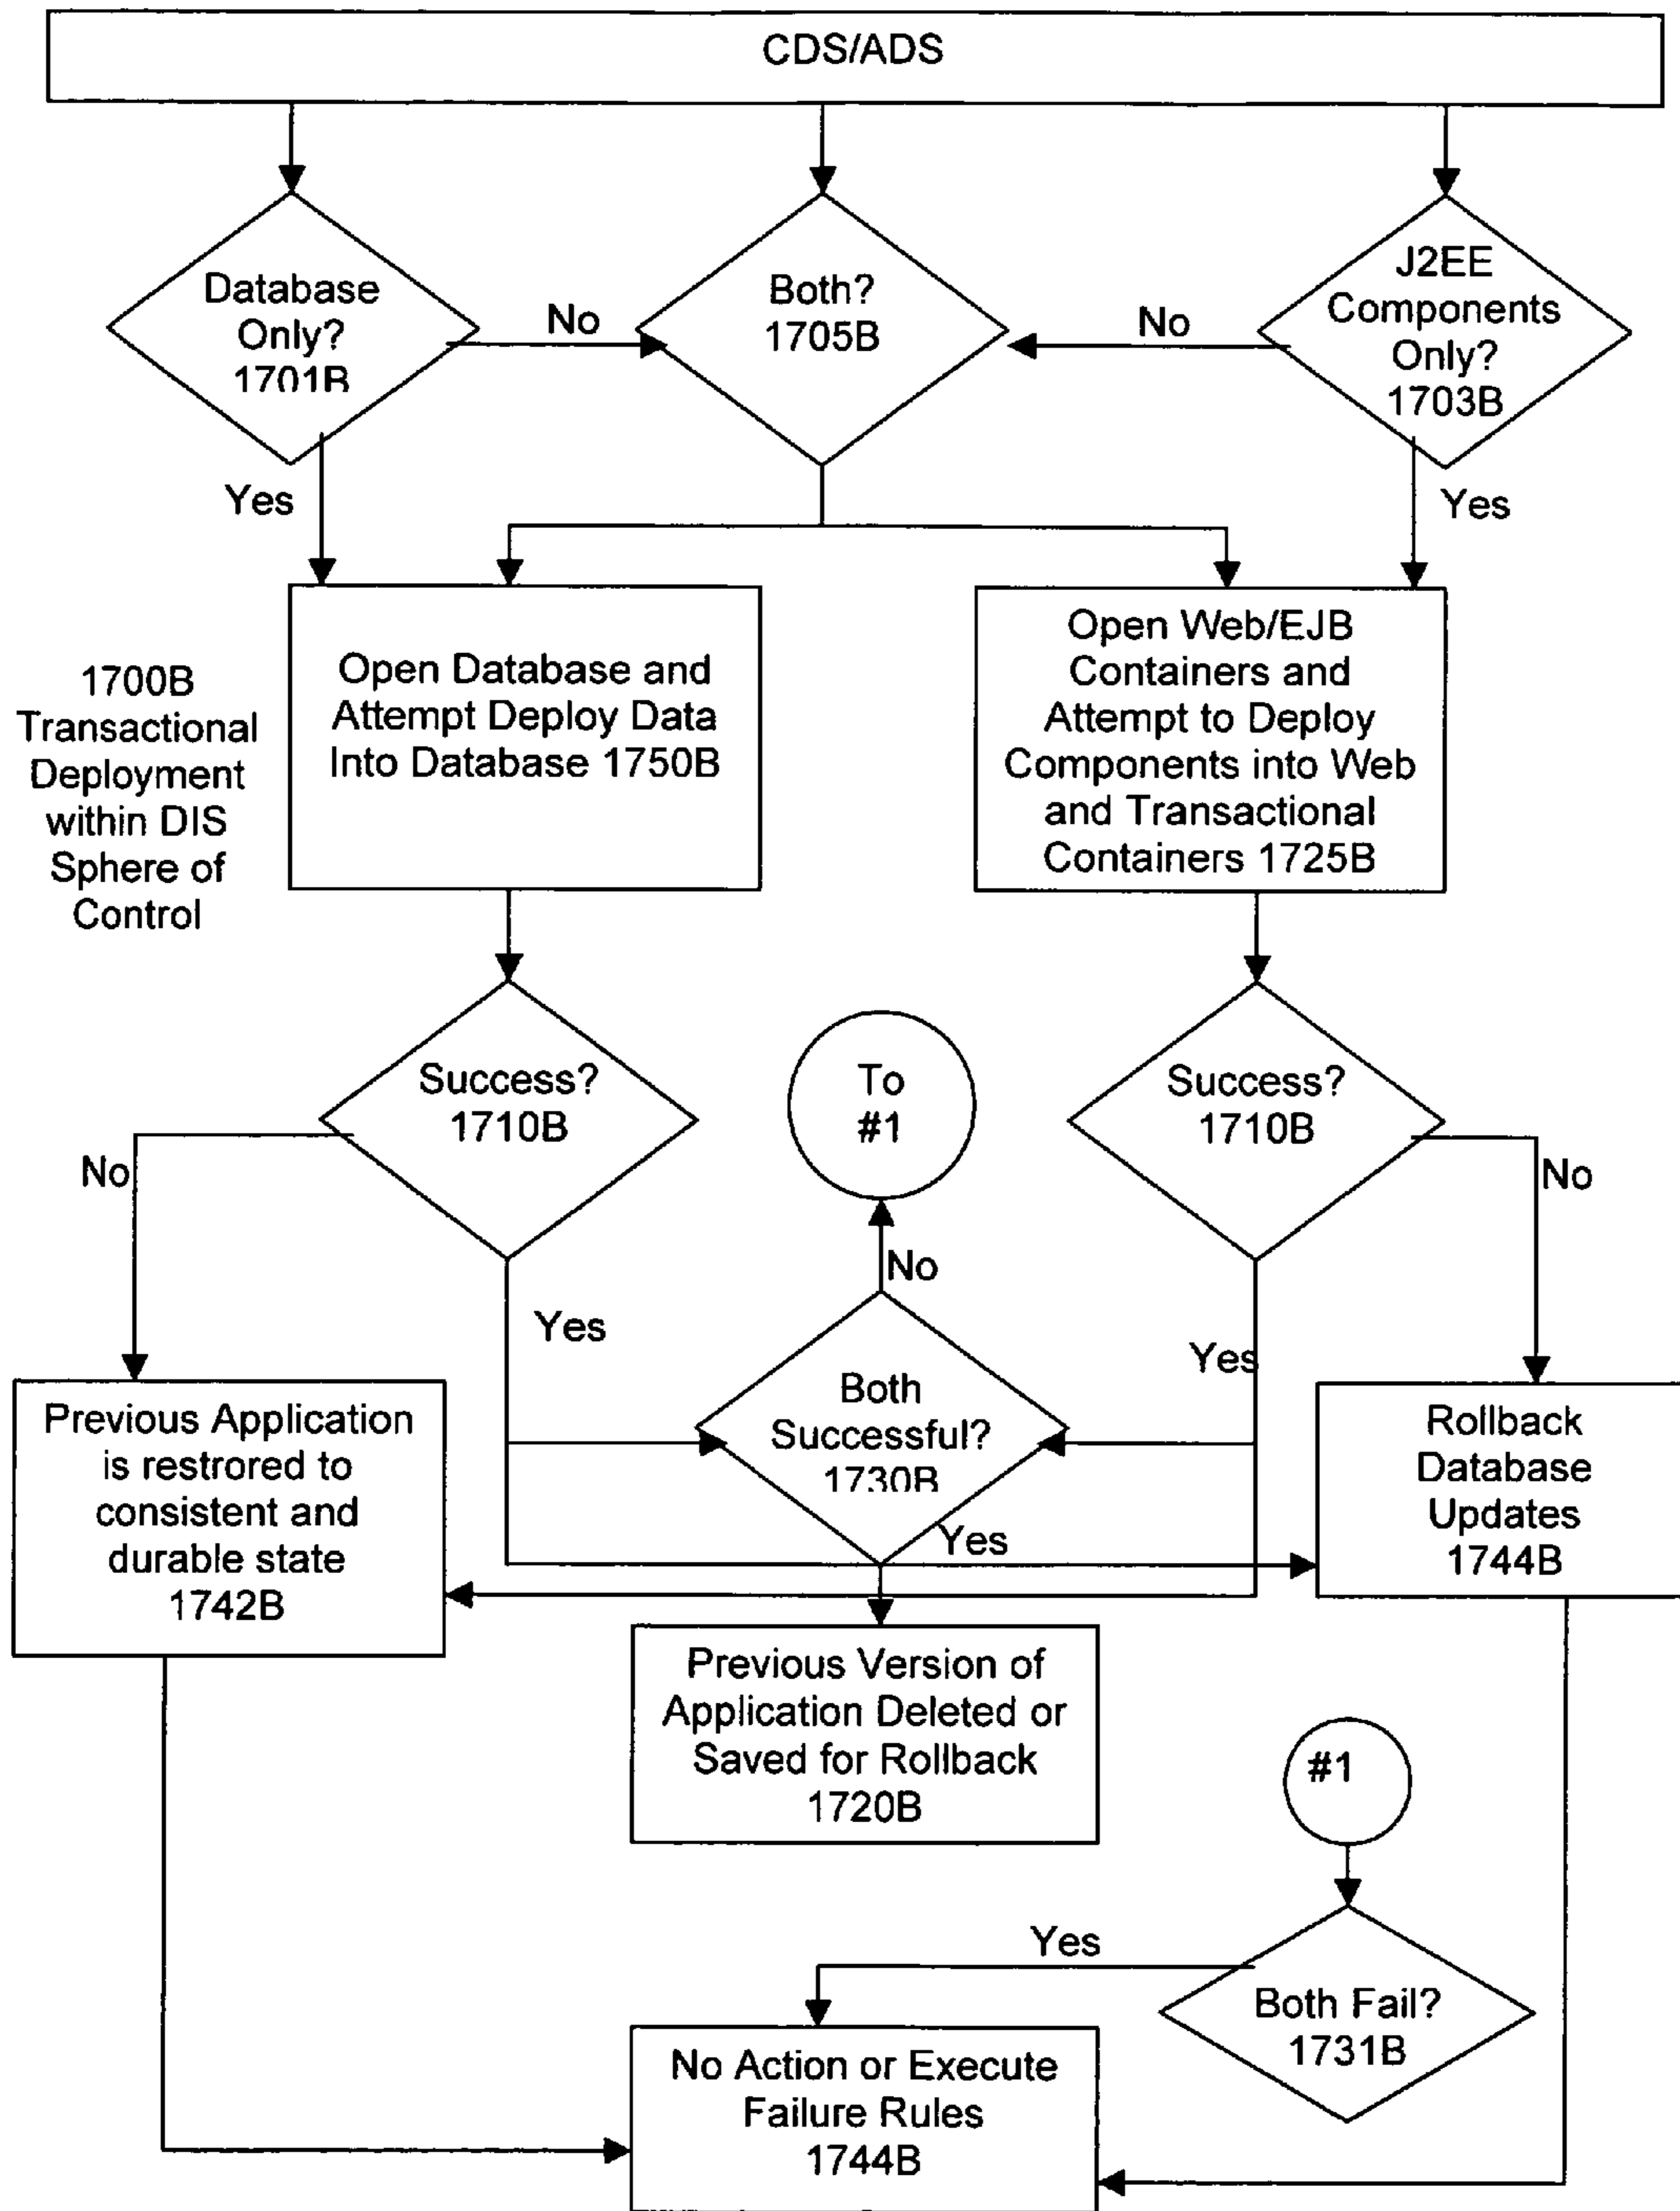 CDS/ADS
Database
Only?
1701B
No
Both?
1705B
No
J2EE
Components
Only?
1703B
Yes
Yes
1700B
Transactional
Deployment
within DIS
Sphere of
Control
Open Database and
Attempt Deploy Data
Into Database 1750B
Open Web/EJB
Containers and
Attempt to Deploy
Components into Web
and Transactional
Containers 1725B
Success?
1710B
To
#1
Success?
1710B
No
No
No
Yes
Yes
Both
Successful?
1730B
Yes
Previous Application
is restrored to
consistent and
durable state
1742B
Rollback
Database
Updates
1744B
Previous Version of
Application Deleted or
Saved for Rollback
1720B
#1
Yes
Both Fail?
1731B
No Action or Execute
Failure Rules
1744B